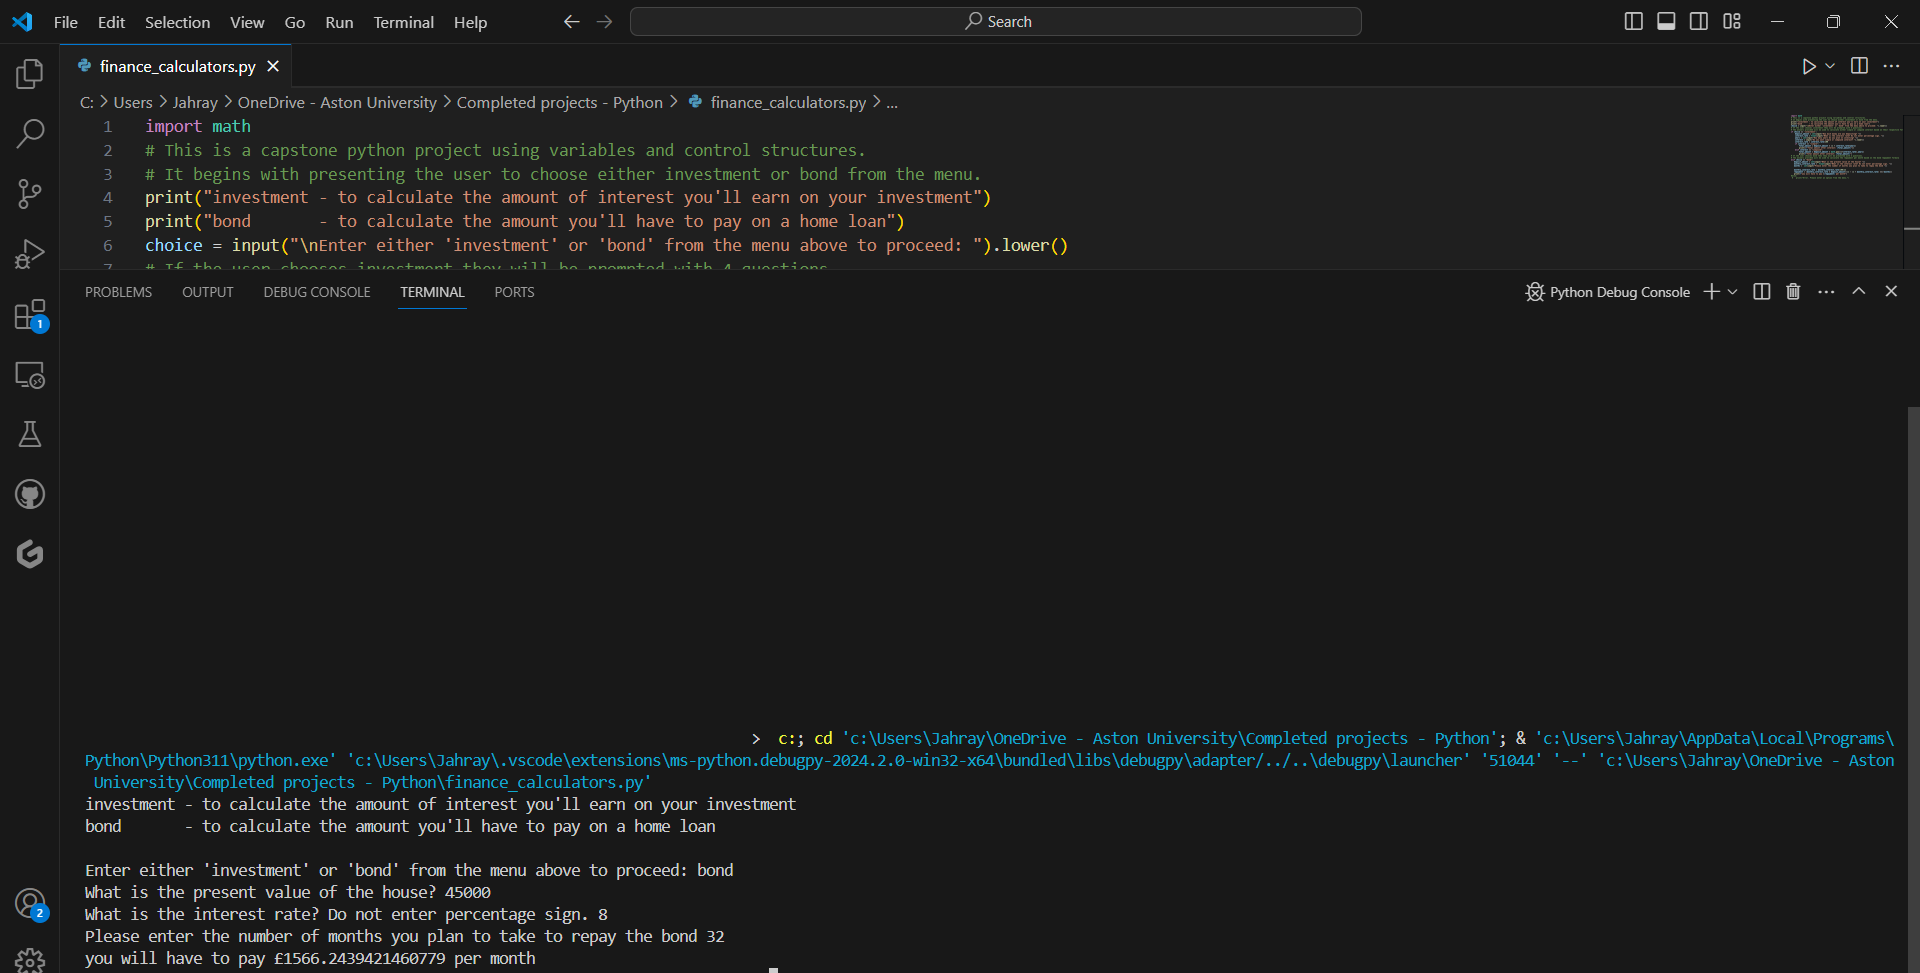 File Edit Selection View Go Run Terminal Help Search
finance_calculators.py
C: > Users > Jahray > OneDrive - Aston University > Completed projects - Python > finance_calculators.py > ...
1 import math
2 # This is a capstone python project using variables and control structures.
3 # It begins with presenting the user to choose either investment or bond from the menu.
4 print("investment - to calculate the amount of interest you'll earn on your investment")
5 print("bond       - to calculate the amount you'll have to pay on a home loan")
6 choice = input("\nEnter either 'investment' or 'bond' from the menu above to proceed: ").lower()
7 # If the user chooses investment they will be prompted with 4 questions
PROBLEMS OUTPUT DEBUG CONSOLE TERMINAL PORTS Python Debug Console
1
> c:; cd 'c:\Users\Jahray\OneDrive - Aston University\Completed projects - Python'; & 'c:\Users\Jahray\AppData\Local\Programs\
Python\Python311\python.exe' 'c:\Users\Jahray\.vscode\extensions\ms-python.debugpy-2024.2.0-win32-x64\bundled\libs\debugpy\adapter/../..\debugpy\launcher' '51044' '--' 'c:\Users\Jahray\OneDrive - Aston
University\Completed projects - Python\finance_calculators.py'
investment - to calculate the amount of interest you'll earn on your investment
bond       - to calculate the amount you'll have to pay on a home loan
Enter either 'investment' or 'bond' from the menu above to proceed: bond
What is the present value of the house? 45000
What is the interest rate? Do not enter percentage sign. 8
2
Please enter the number of months you plan to take to repay the bond 32
you will have to pay £1566.2439421460779 per month